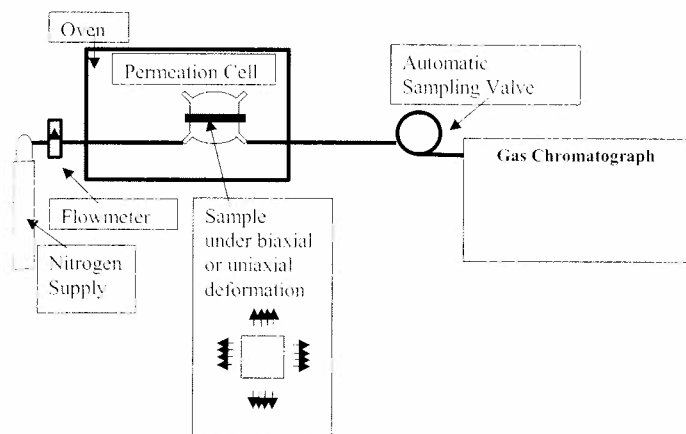 Oven
Permeation Cell
Automatic
Sampling Valve
Gas Chromatograph
Flowmeter
Nitrogen
Supply
Sample
under biaxial
or uniaxial
deformation